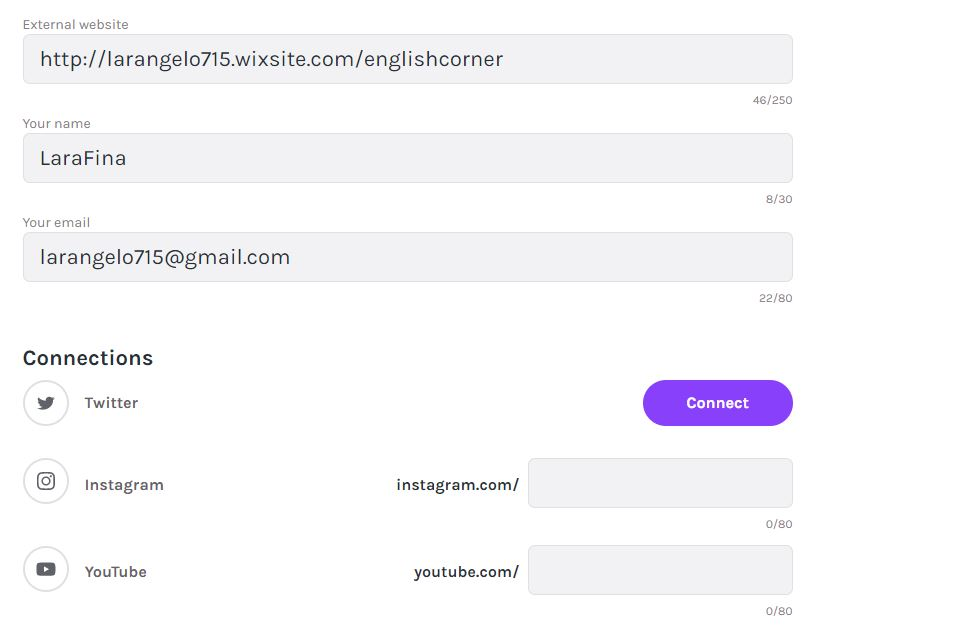 External website
http://larangelo715.wixsite.com/englishcorner
46/250
Your name
LaraFina
8/30
Your email
larangelo715@gmail.com
22/80
Connections
Twitter Connect
Instagram instagram.com/
0/80
YouTube youtube.com/
0/80